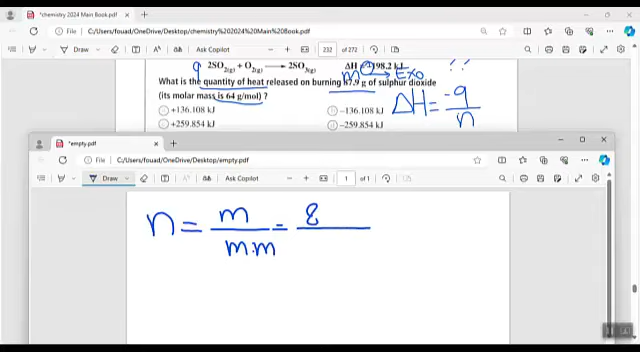 *chemistry 2024 Main Book.pdf
File | C:/Users/fouad/OneDrive/Desktop/chemistry%202024%20Main%20Book.pdf
Draw Ask Copilot 232 of 272
q 2SO2(g) + O2(g) → 2SO3(g)
m → Exo ??
What is the quantity of heat released on burning 87.9 g of sulphur dioxide
(its molar mass is 64 g/mol) ?
a +136.108 kJ b −136.108 kJ
c +259.854 kJ d −259.854 kJ
ΔH = -q / n
*empty.pdf
File | C:/Users/fouad/OneDrive/Desktop/empty.pdf
Draw Ask Copilot 1 of 1
n = m / m.m = 8